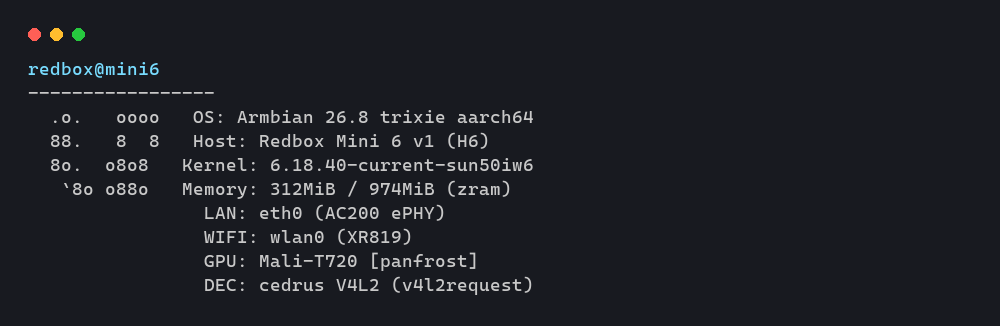 redbox@mini6
-----------------
.o.   oooo   OS: Armbian 26.8 trixie aarch64
88.   8  8   Host: Redbox Mini 6 v1 (H6)
8o.  o8o8   Kernel: 6.18.40-current-sun50iw6
`8o o88o   Memory: 312MiB / 974MiB (zram)
LAN: eth0 (AC200 ePHY)
WIFI: wlan0 (XR819)
GPU: Mali-T720 [panfrost]
DEC: cedrus V4L2 (v4l2request)